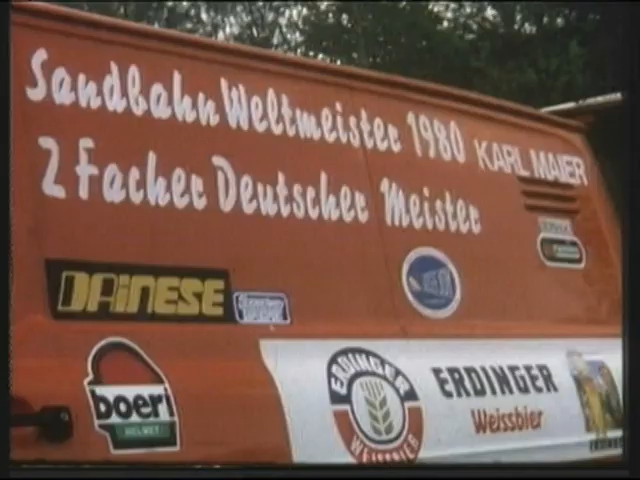 Sandbahn Weltmeister 1980 KARL MAIER
2 Facher Deutscher Meister
DAiNESE
boeri
HELMET
ERDINGER
WEISSBIER
ERDINGER
Weissbier